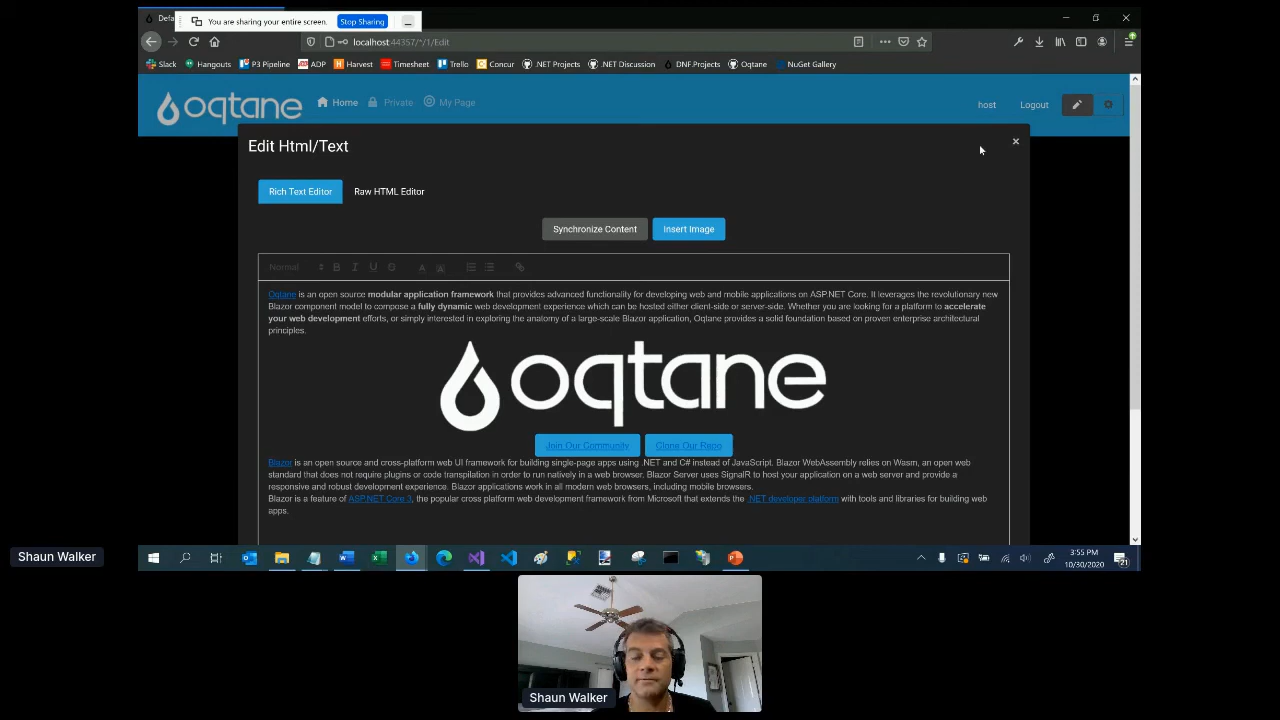 Defa
You are sharing your entire screen.
Stop Sharing
localhost:44357/*/1/Edit
Slack
Hangouts
P3 Pipeline
ADP
Harvest
Timesheet
Trello
Concur
.NET Projects
.NET Discussion
DNF.Projects
Oqtane
NuGet Gallery
oqtane
Home
Private
My Page
host
Logout
Edit Html/Text
Rich Text Editor
Raw HTML Editor
Synchronize Content
Insert Image
Normal
Oqtane is an open source modular application framework that provides advanced functionality for developing web and mobile applications on ASP.NET Core. It leverages the revolutionary new
Blazor component model to compose a fully dynamic web development experience which can be hosted either client-side or server-side. Whether you are looking for a platform to accelerate
your web development efforts, or simply interested in exploring the anatomy of a large-scale Blazor application, Oqtane provides a solid foundation based on proven enterprise architectural
principles.
oqtane
Join Our Community
Clone Our Repo
Blazor is an open source and cross-platform web UI framework for building single-page apps using .NET and C# instead of JavaScript. Blazor WebAssembly relies on Wasm, an open web
standard that does not require plugins or code transpilation in order to run natively in a web browser. Blazor Server uses SignalR to host your application on a web server and provide a
responsive and robust development experience. Blazor applications work in all modern web browsers, including mobile browsers.
Blazor is a feature of ASP.NET Core 3, the popular cross platform web development framework from Microsoft that extends the .NET developer platform with tools and libraries for building web
apps.
3:55 PM
10/30/2020
21
Shaun Walker
Shaun Walker